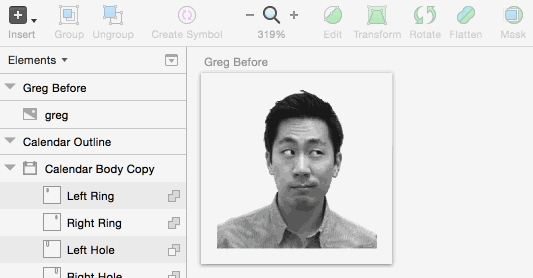 Insert Group Ungroup Create Symbol 319% Edit Transform Rotate Flatten Mask
Elements
Greg Before
greg
Calendar Outline
Calendar Body Copy
Left Ring
Right Ring
Left Hole
Right Hole
Greg Before